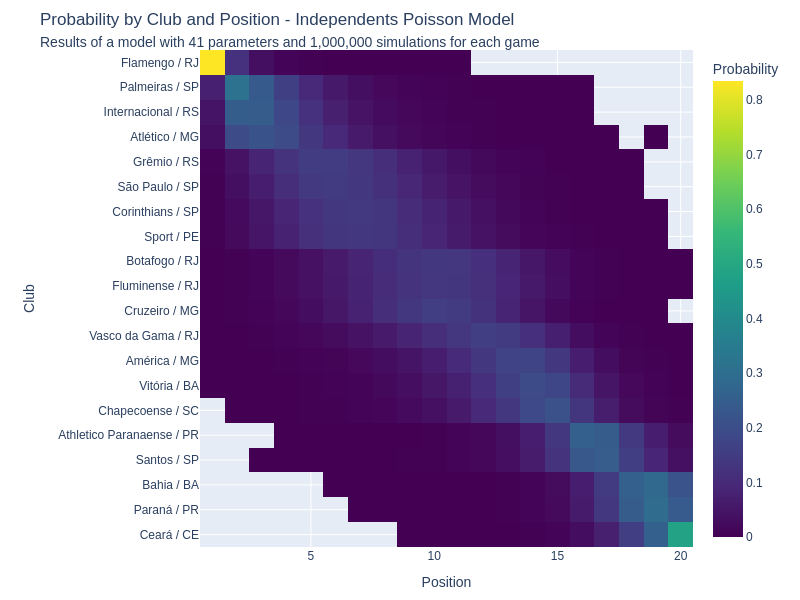 Probability by Club and Position - Independents Poisson Model
Results of a model with 41 parameters and 1,000,000 simulations for each game
Flamengo / RJ
Palmeiras / SP
Internacional / RS
Atlético / MG
Grêmio / RS
São Paulo / SP
Corinthians / SP
Sport / PE
Botafogo / RJ
Fluminense / RJ
Cruzeiro / MG
Vasco da Gama / RJ
América / MG
Vitória / BA
Chapecoense / SC
Athletico Paranaense / PR
Santos / SP
Bahia / BA
Paraná / PR
Ceará / CE
Club
5
10
15
20
Position
Probability
0.8
0.7
0.6
0.5
0.4
0.3
0.2
0.1
0